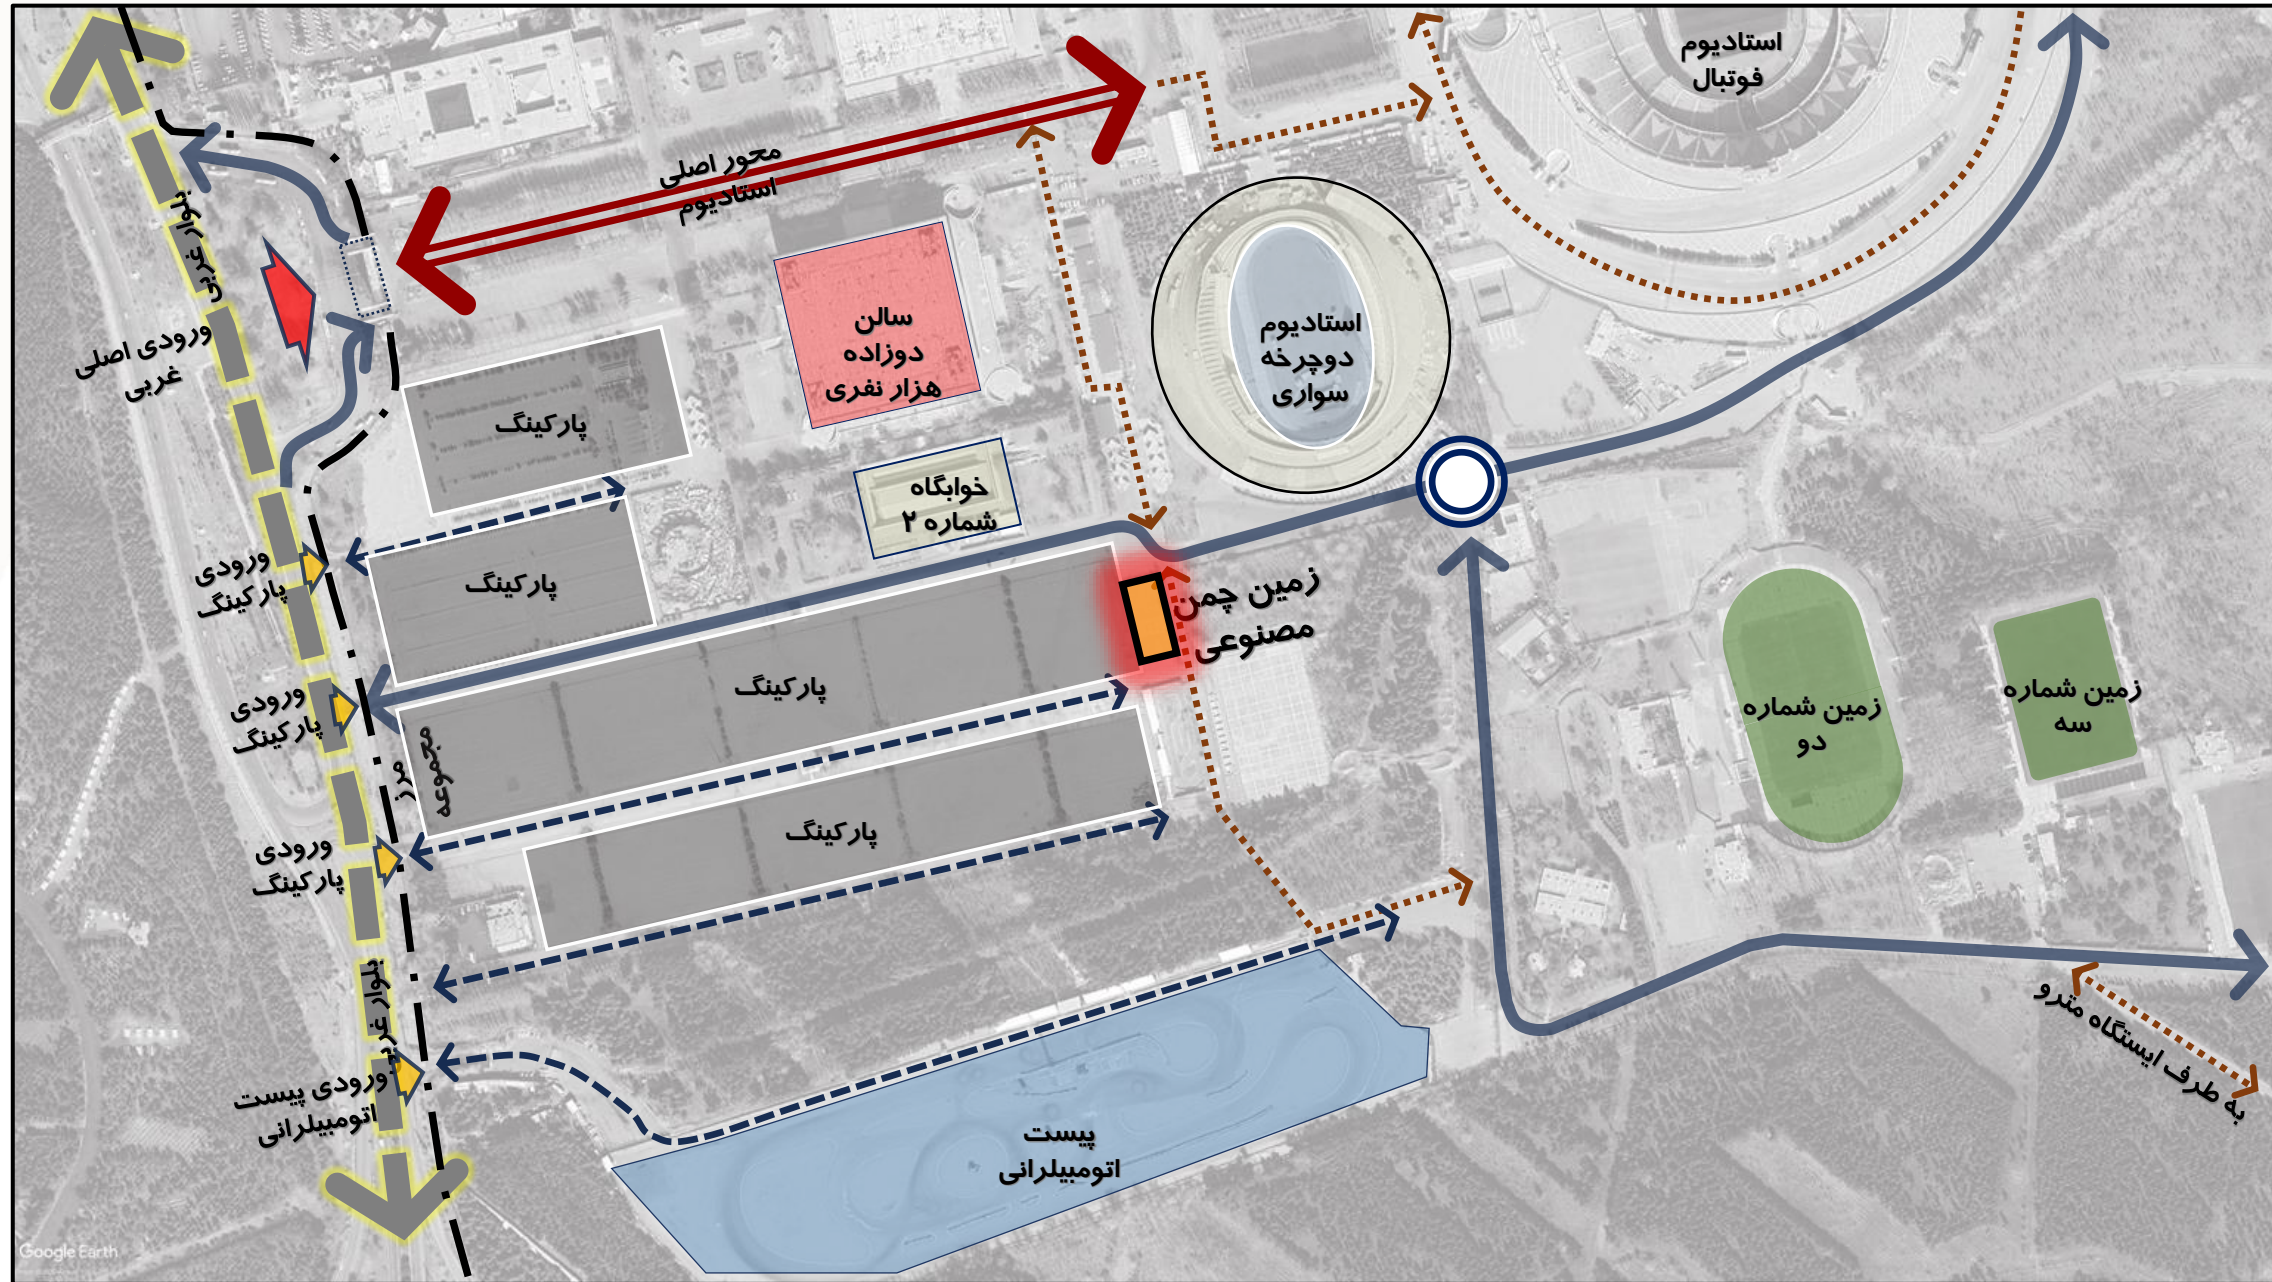 استادیوم
فوتبال
محور اصلی
استادیوم
بلوار غربی
ورودی اصلی
غربی
سالن
دوزاده
هزار نفری
استادیوم
دوچرخه
سواری
پارکینگ
خوابگاه
شماره ۲
ورودی
پارکینگ
پارکینگ
زمین چمن
مصنوعی
ورودی
پارکینگ
پارکینگ
مرز
مجموعه
زمین شماره
دو
زمین شماره
سه
ورودی
پارکینگ
پارکینگ
بلوار غربی
ورودی پیست
اتومبیلرانی
پیست
اتومبیلرانی
به طرف ایستگاه مترو
Google Earth